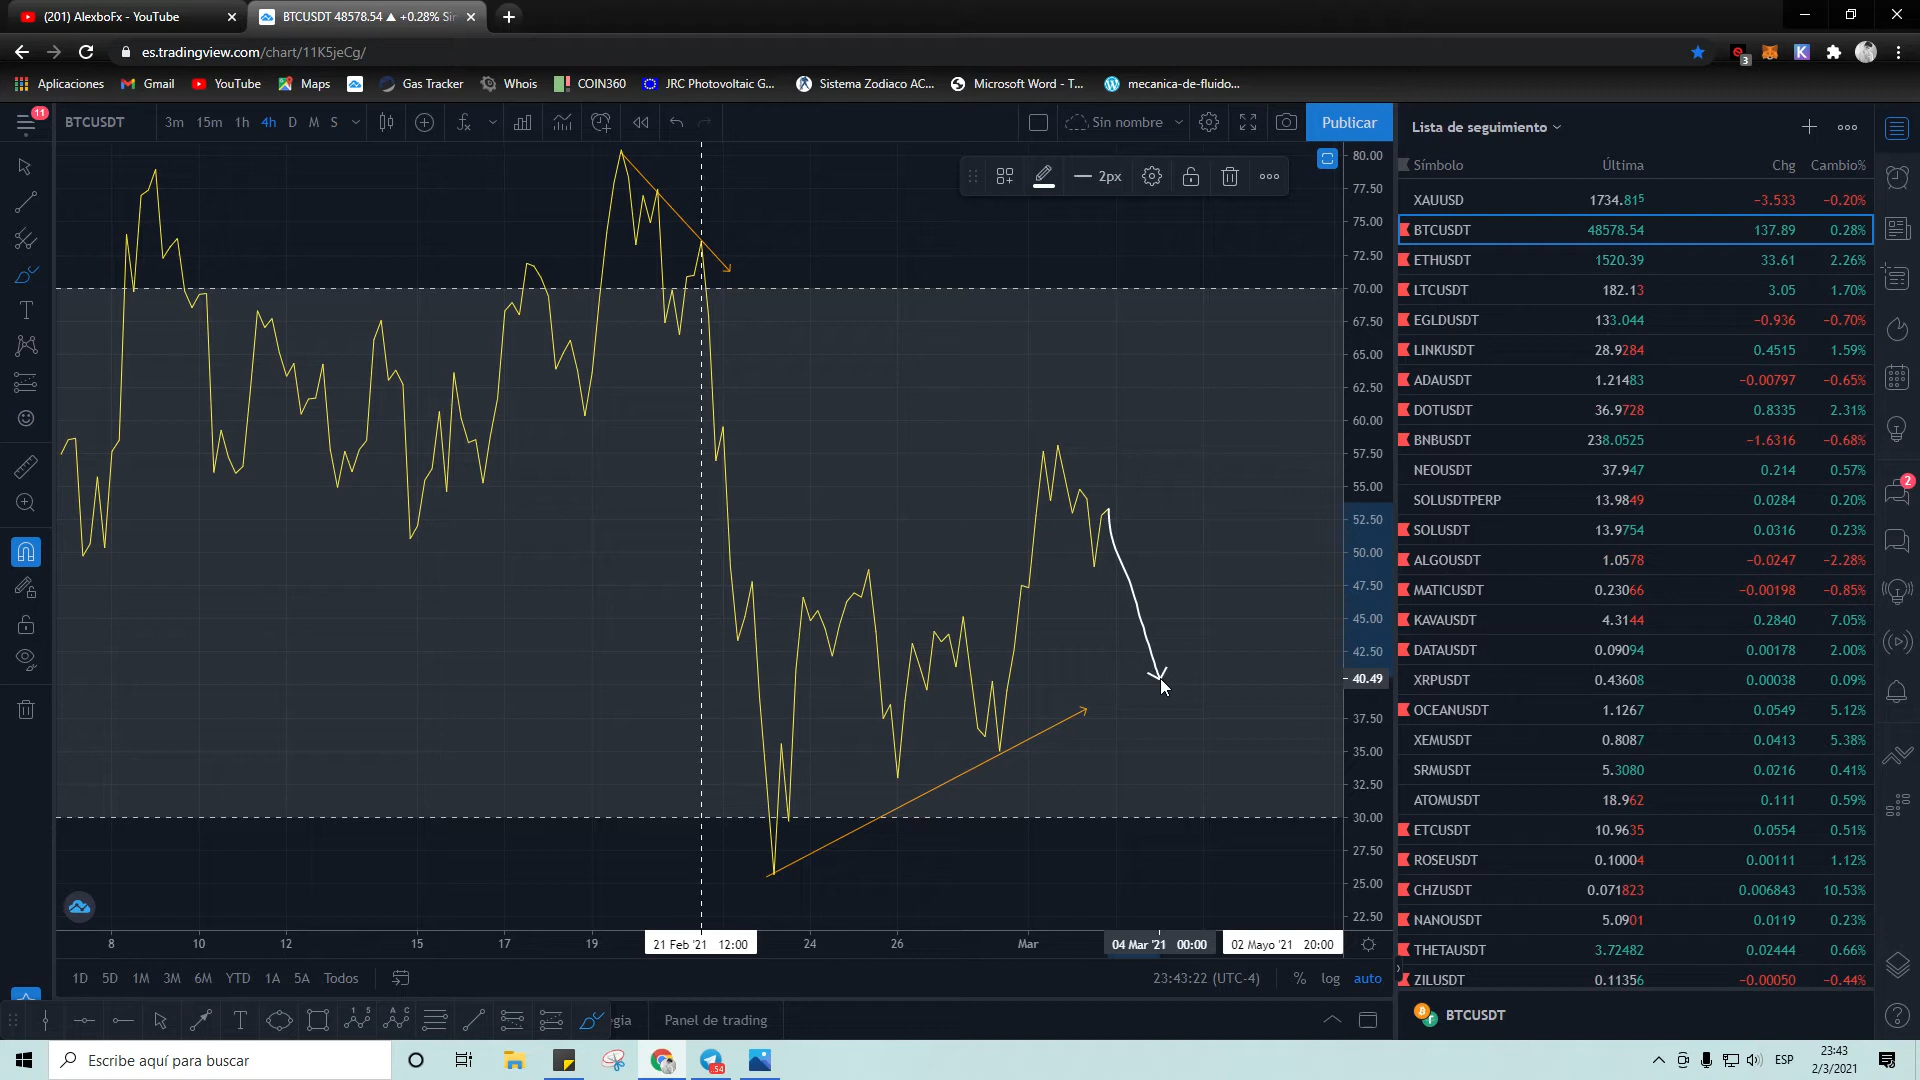 (201) AlexboFx - YouTube
BTCUSDT 48578.54 ▲ +0.28% Sin
es.tradingview.com/chart/11K5jeCg/
3
Aplicaciones Gmail YouTube Maps Gas Tracker Whois COIN360 JRC Photovoltaic G... Sistema Zodiaco AC... Microsoft Word - T... mecanica-de-fluido...
11
BTCUSDT 3m 15m 1h 4h D M S Sin nombre Publicar
2px
Lista de seguimiento
Símbolo Última Chg Cambio%
XAUUSD 1734.815 −3.533 −0.20%
BTCUSDT 48578.54 137.89 0.28%
ETHUSDT 1520.39 33.61 2.26%
LTCUSDT 182.13 3.05 1.70%
EGLDUSDT 133.044 −0.936 −0.70%
LINKUSDT 28.9284 0.4515 1.59%
ADAUSDT 1.21483 −0.00797 −0.65%
DOTUSDT 36.9728 0.8335 2.31%
BNBUSDT 238.0525 −1.6316 −0.68%
NEOUSDT 37.947 0.214 0.57%
SOLUSDTPERP 13.9849 0.0284 0.20%
SOLUSDT 13.9754 0.0316 0.23%
ALGOUSDT 1.0578 −0.0247 −2.28%
MATICUSDT 0.23066 −0.00198 −0.85%
KAVAUSDT 4.3144 0.2840 7.05%
DATAUSDT 0.09094 0.00178 2.00%
XRPUSDT 0.43608 0.00038 0.09%
OCEANUSDT 1.1267 0.0549 5.12%
XEMUSDT 0.8087 0.0413 5.38%
SRMUSDT 5.3080 0.0216 0.41%
ATOMUSDT 18.962 0.111 0.59%
ETCUSDT 10.9635 0.0554 0.51%
ROSEUSDT 0.10004 0.00111 1.12%
CHZUSDT 0.071823 0.006843 10.53%
NANOUSDT 5.0901 0.0119 0.23%
THETAUSDT 3.72482 0.02444 0.66%
ZILUSDT 0.11356 −0.00050 −0.44%
2
80.00
77.50
75.00
72.50
70.00
67.50
65.00
62.50
60.00
57.50
55.00
52.50
50.00
47.50
45.00
42.50
40.49
37.50
35.00
32.50
30.00
27.50
25.00
22.50
8 10 12 15 17 19 21 Feb '21 12:00 24 26 Mar 04 Mar '21 00:00 02 Mayo '21 20:00
1D 5D 1M 3M 6M YTD 1A 5A Todos 23:43:22 (UTC-4) % log auto
egia Panel de trading
BTCUSDT
Escribe aquí para buscar
54
ESP
23:43
2/3/2021